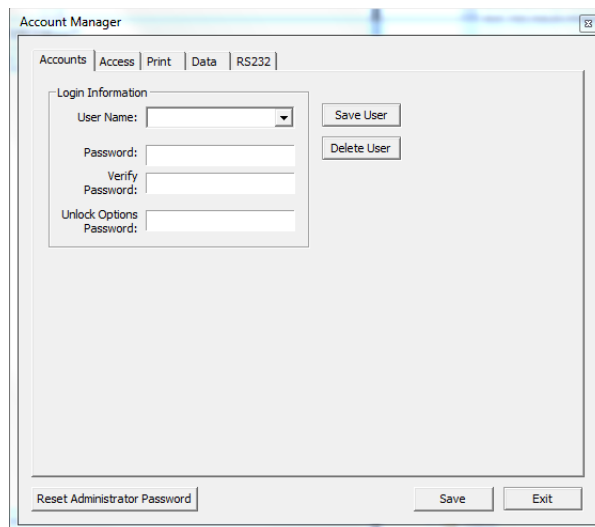 Account Manager
Accounts Access Print Data RS232
Login Information
User Name:
Save User
Password:
Delete User
Verify
Password:
Unlock Options
Password:
Reset Administrator Password Save Exit